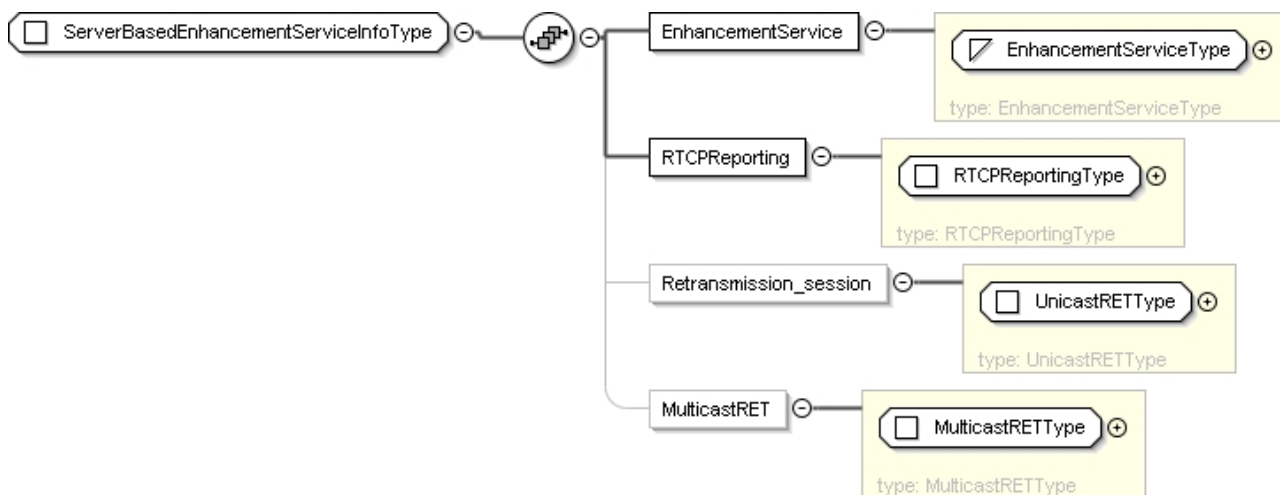 ServerBasedEnhancementServiceInfoType
EnhancementService
EnhancementServiceType
type: EnhancementServiceType
RTCPReporting
RTCPReportingType
type: RTCPReportingType
Retransmission_session
UnicastRETType
type: UnicastRETType
MulticastRET
MulticastRETType
type: MulticastRETType